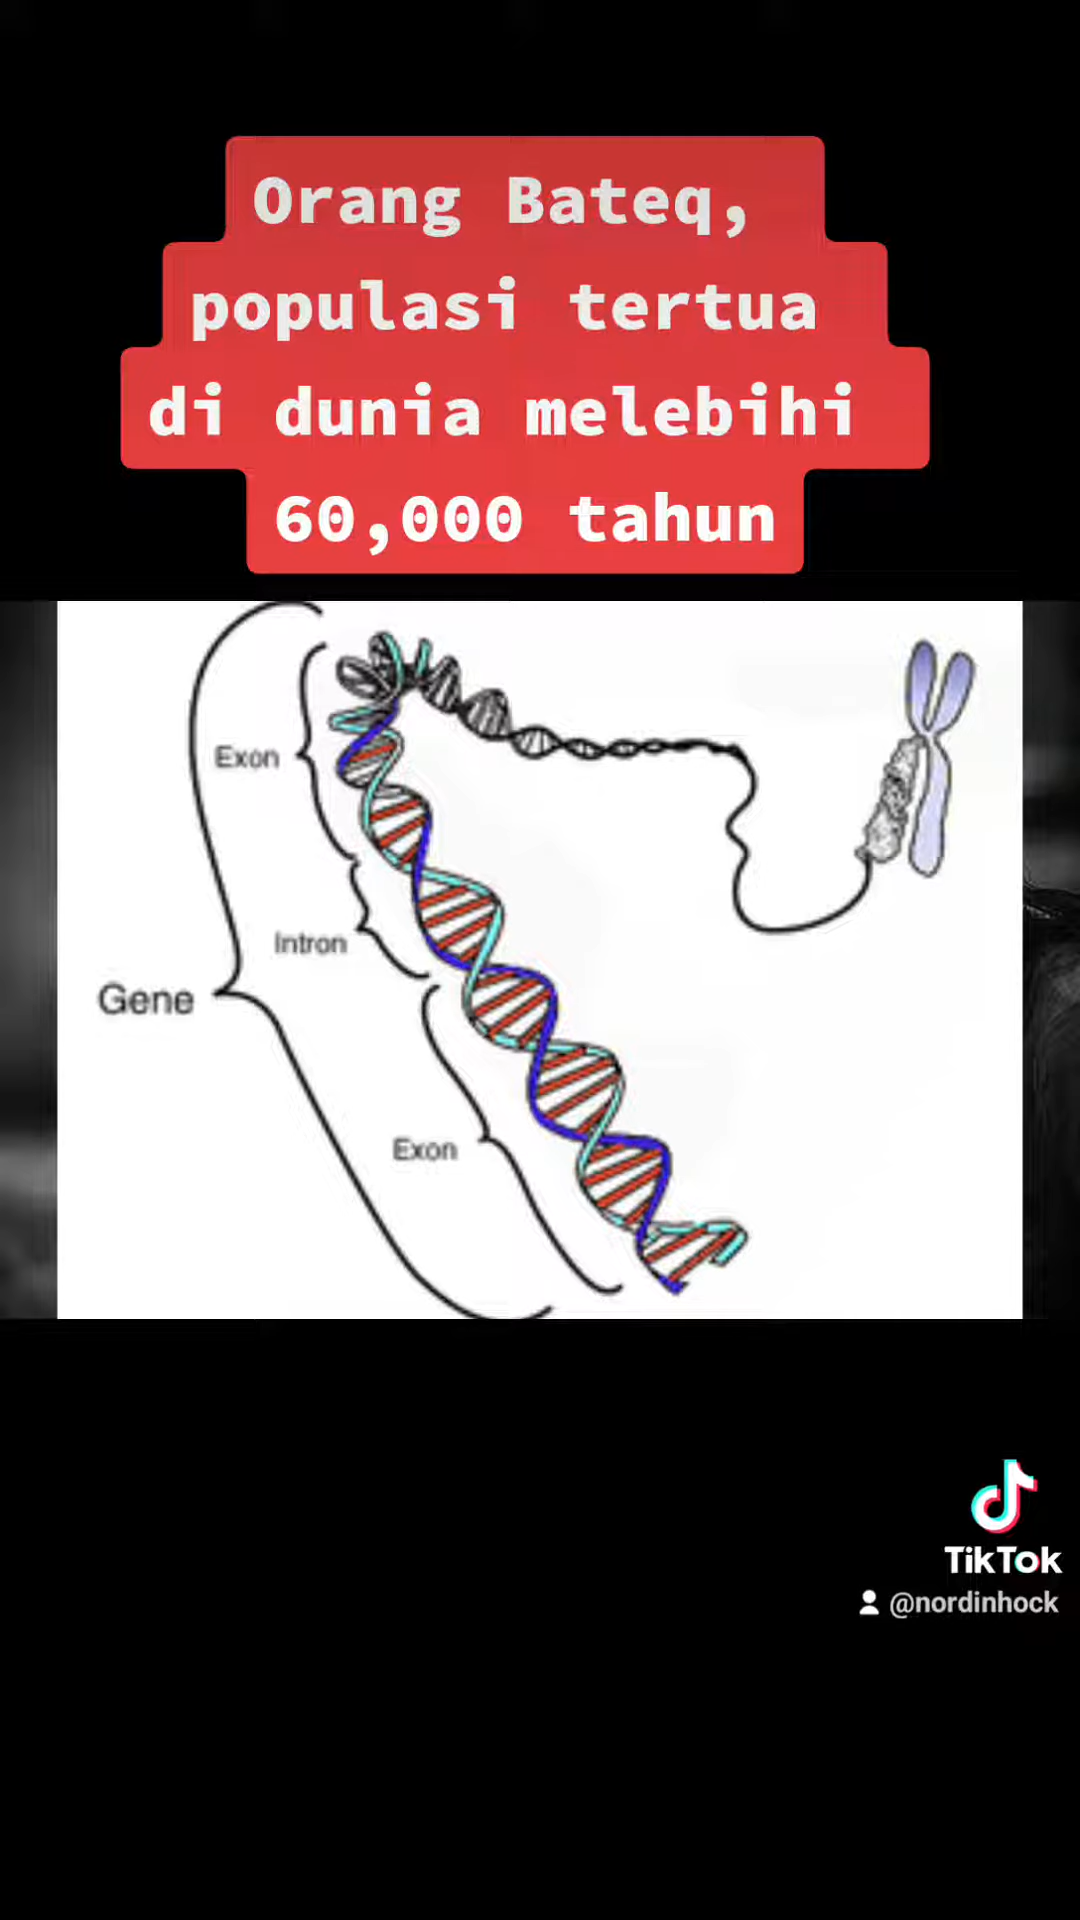 Orang Bateq,
populasi tertua
di dunia melebihi
60,000 tahun
Exon
Intron
Gene
Exon
TikTok
@nordinhock